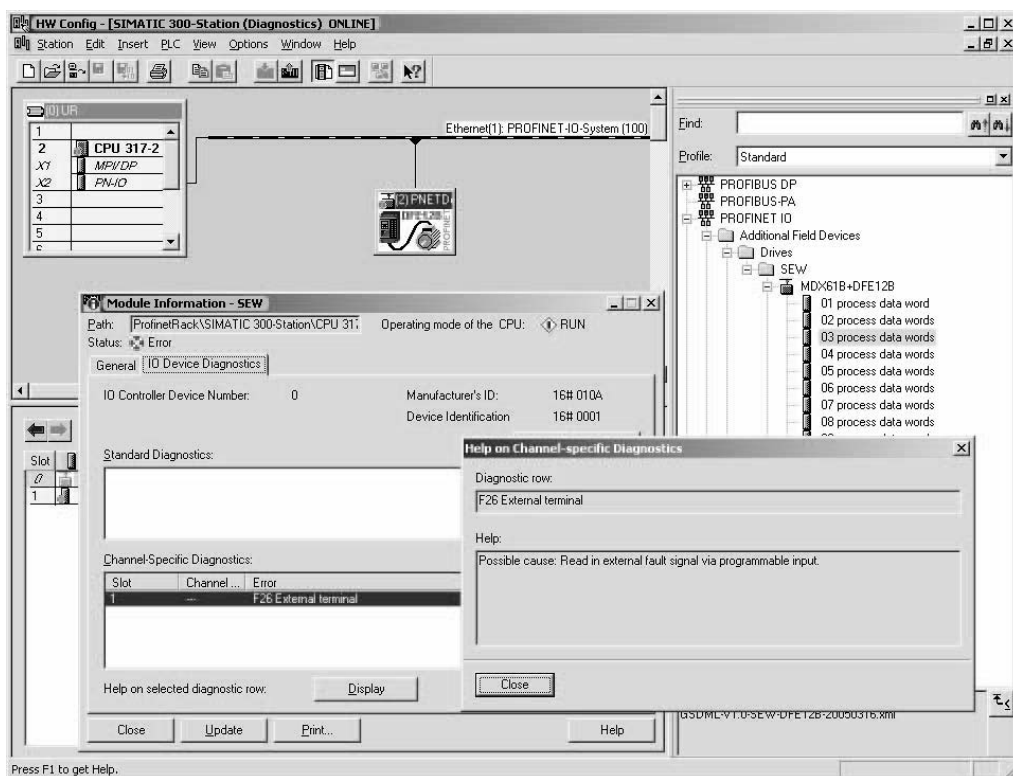 HW Config - [SIMATIC 300-Station (Diagnostics) ONLINE]
Station Edit Insert PLC View Options Window Help
(0) UR
1
2 CPU 317-2
X1 MPI/DP
X2 PN-IO
3
4
5
6
Ethernet(1): PROFINET-IO-System (100)
(2) PNETD
DFE12B
PROFINET
Find:
Profile: Standard
PROFIBUS DP
PROFIBUS-PA
PROFINET IO
Additional Field Devices
Drives
SEW
MDX61B+DFE12B
01 process data word
02 process data words
03 process data words
04 process data words
05 process data words
06 process data words
07 process data words
08 process data words
Slot
0
1
Module Information - SEW
Path: ProfinetRack\SIMATIC 300-Station\CPU 317 Operating mode of the CPU: RUN
Status: Error
General IO Device Diagnostics
IO Controller Device Number: 0 Manufacturer's ID: 16# 010A
Device Identification 16# 0001
Standard Diagnostics:
Channel-Specific Diagnostics:
Slot Channel ... Error
1 --- F26 External terminal
Help on selected diagnostic row: Display
Close Update Print... Help
Help on Channel-specific Diagnostics
Diagnostic row:
F26 External terminal
Help:
Possible cause: Read in external fault signal via programmable input.
Close
GSDML-V1.0-SEW-DFE12B-20050316.xml
Press F1 to get Help.